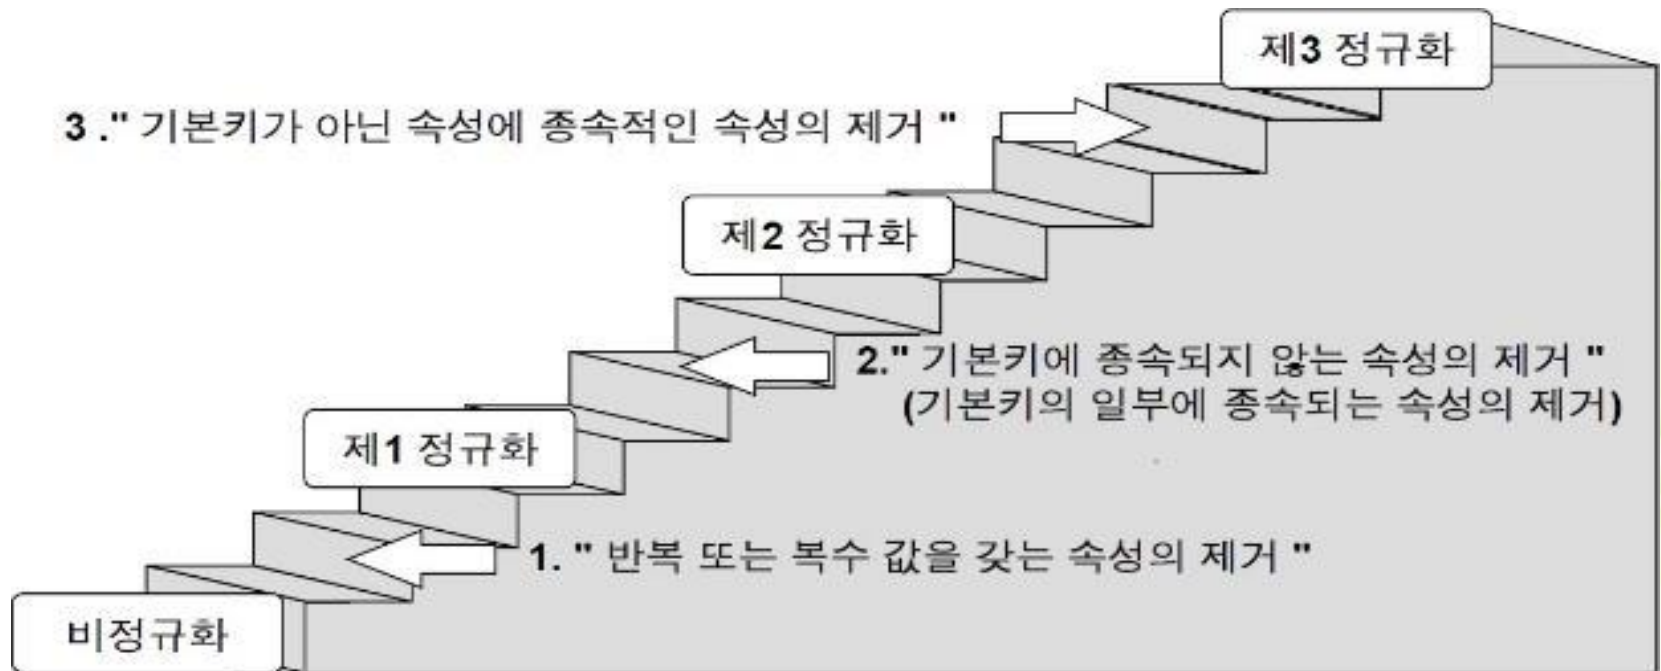 제3 정규화
3 ." 기본키가 아닌 속성에 종속적인 속성의 제거 "
제2 정규화
2." 기본키에 종속되지 않는 속성의 제거 "
(기본키의 일부에 종속되는 속성의 제거)
제1 정규화
1. " 반복 또는 복수 값을 갖는 속성의 제거 "
비정규화